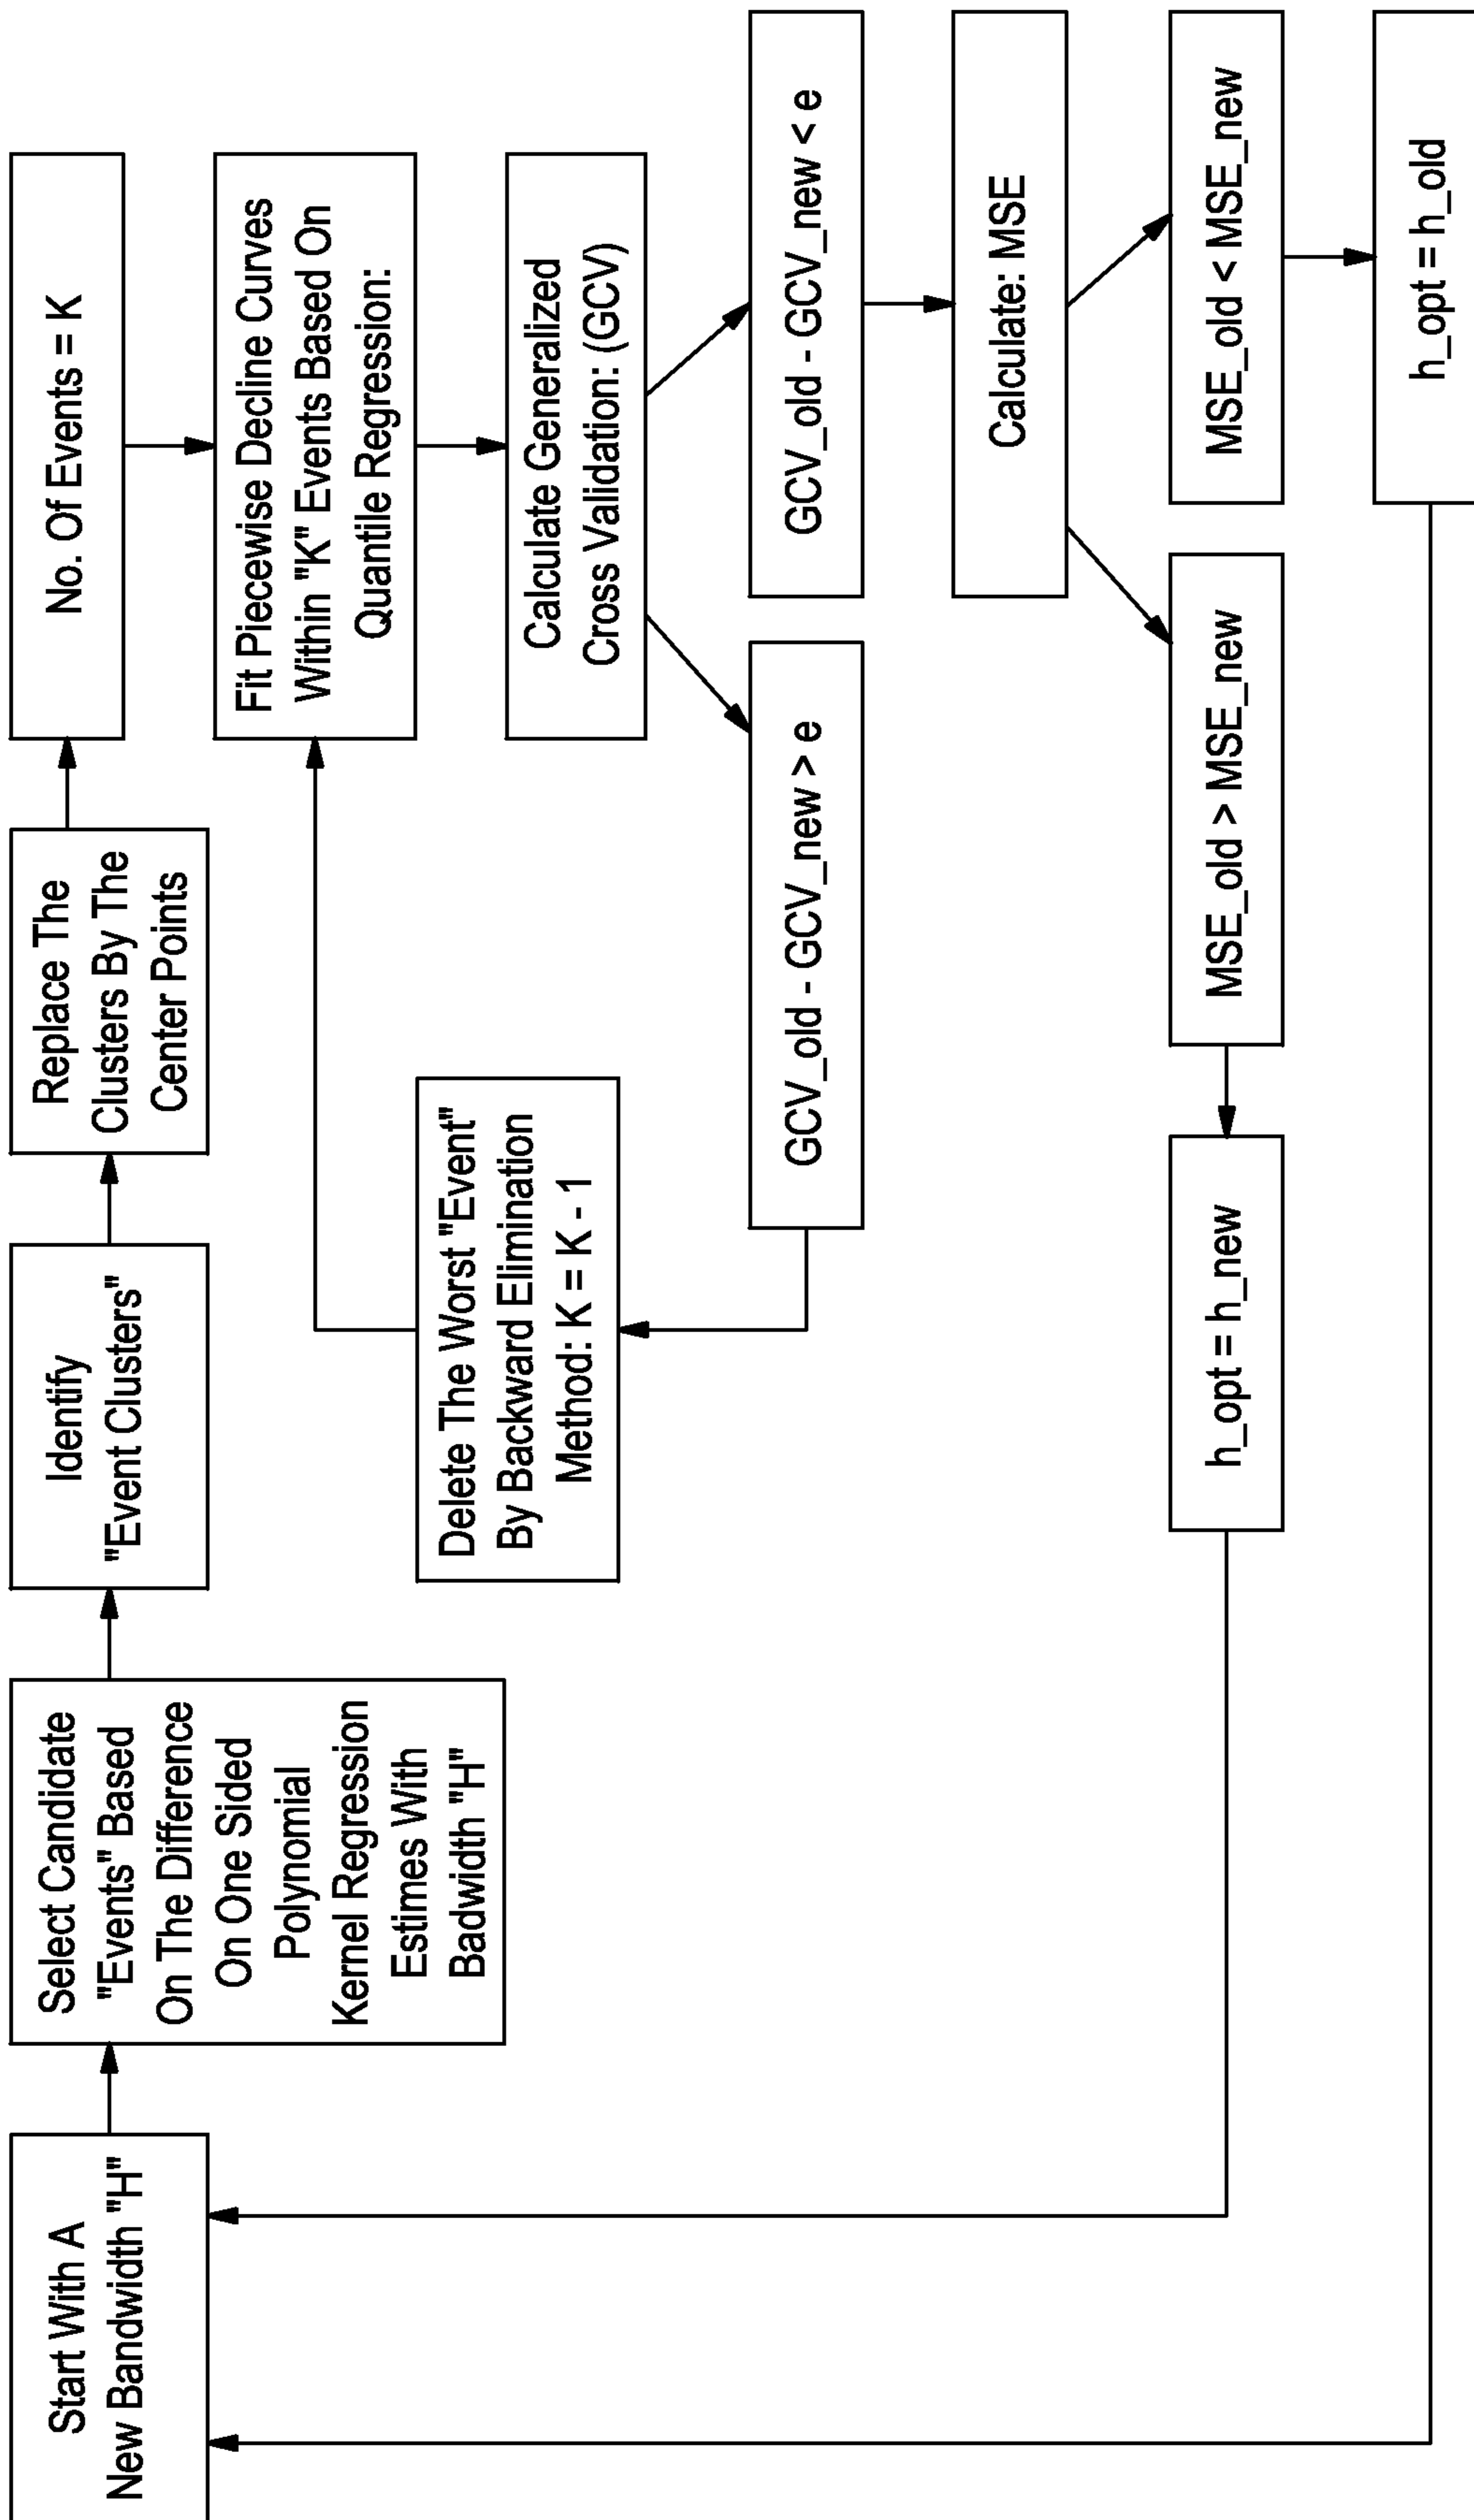 Start With A
New Bandwidth "H"
Select Candidate
"Events" Based
On The Difference
On One Sided
Polynomial
Kernel Regression
Estimes With
Badwidth "H"
Identify
"Event Clusters"
Replace The
Clusters By The
Center Points
No. Of Events = K
Fit Piecewise Decline Curves
Within "K" Events Based On
Quantile Regression:
Delete The Worst "Event"
By Backward Elimination
Method: K = K - 1
Calculate Generalized
Cross Validation: (GCV)
GCV_old - GCV_new > e
GCV_old - GCV_new < e
Calculate: MSE
h_opt = h_new
MSE_old > MSE_new
MSE_old < MSE_new
h_opt = h_old